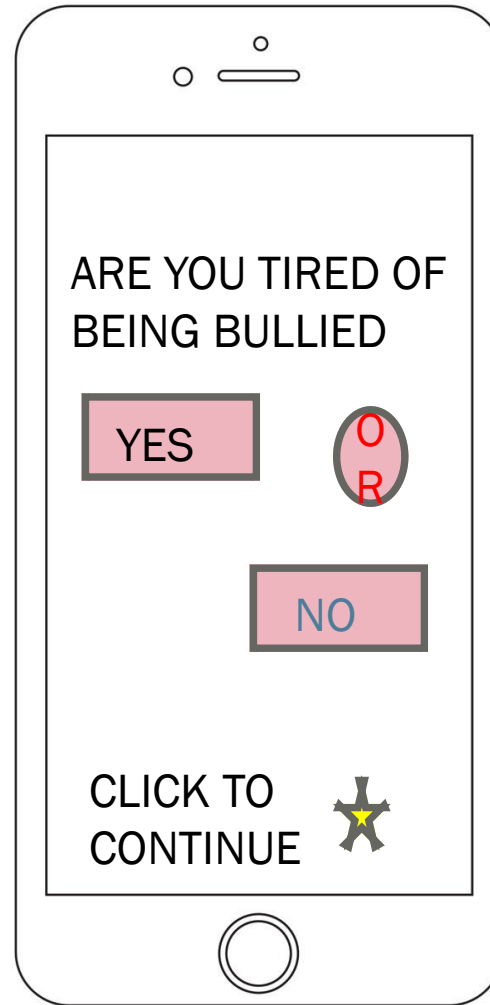 ARE YOU TIRED OF
BEING BULLIED
YES
O
R
NO
CLICK TO
CONTINUE